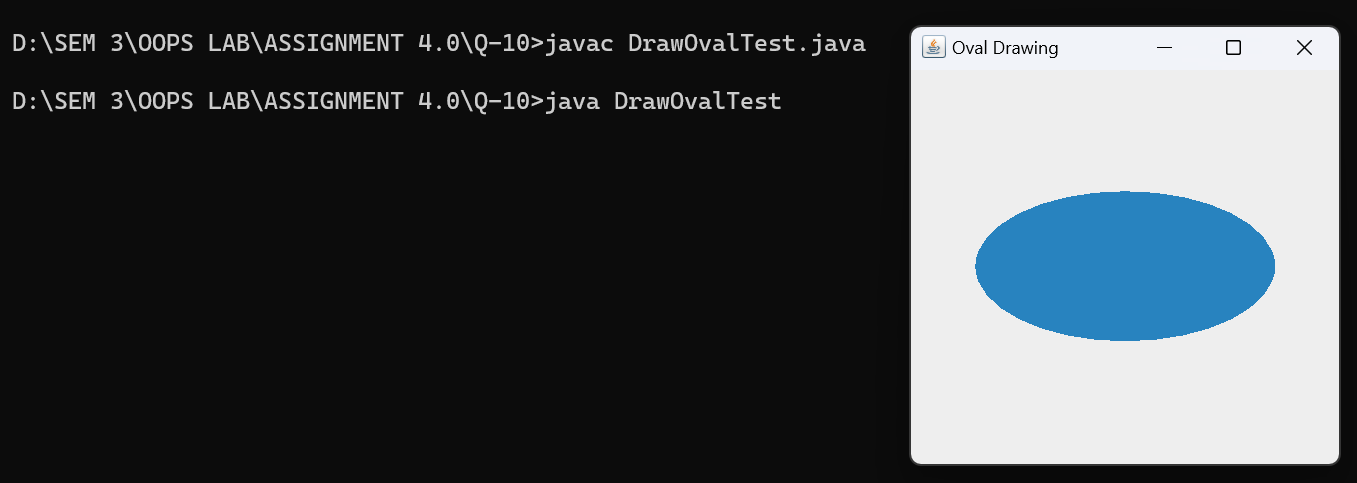 D:\SEM 3\OOPS LAB\ASSIGNMENT 4.0\Q-10>javac DrawOvalTest.java
D:\SEM 3\OOPS LAB\ASSIGNMENT 4.0\Q-10>java DrawOvalTest
Oval Drawing